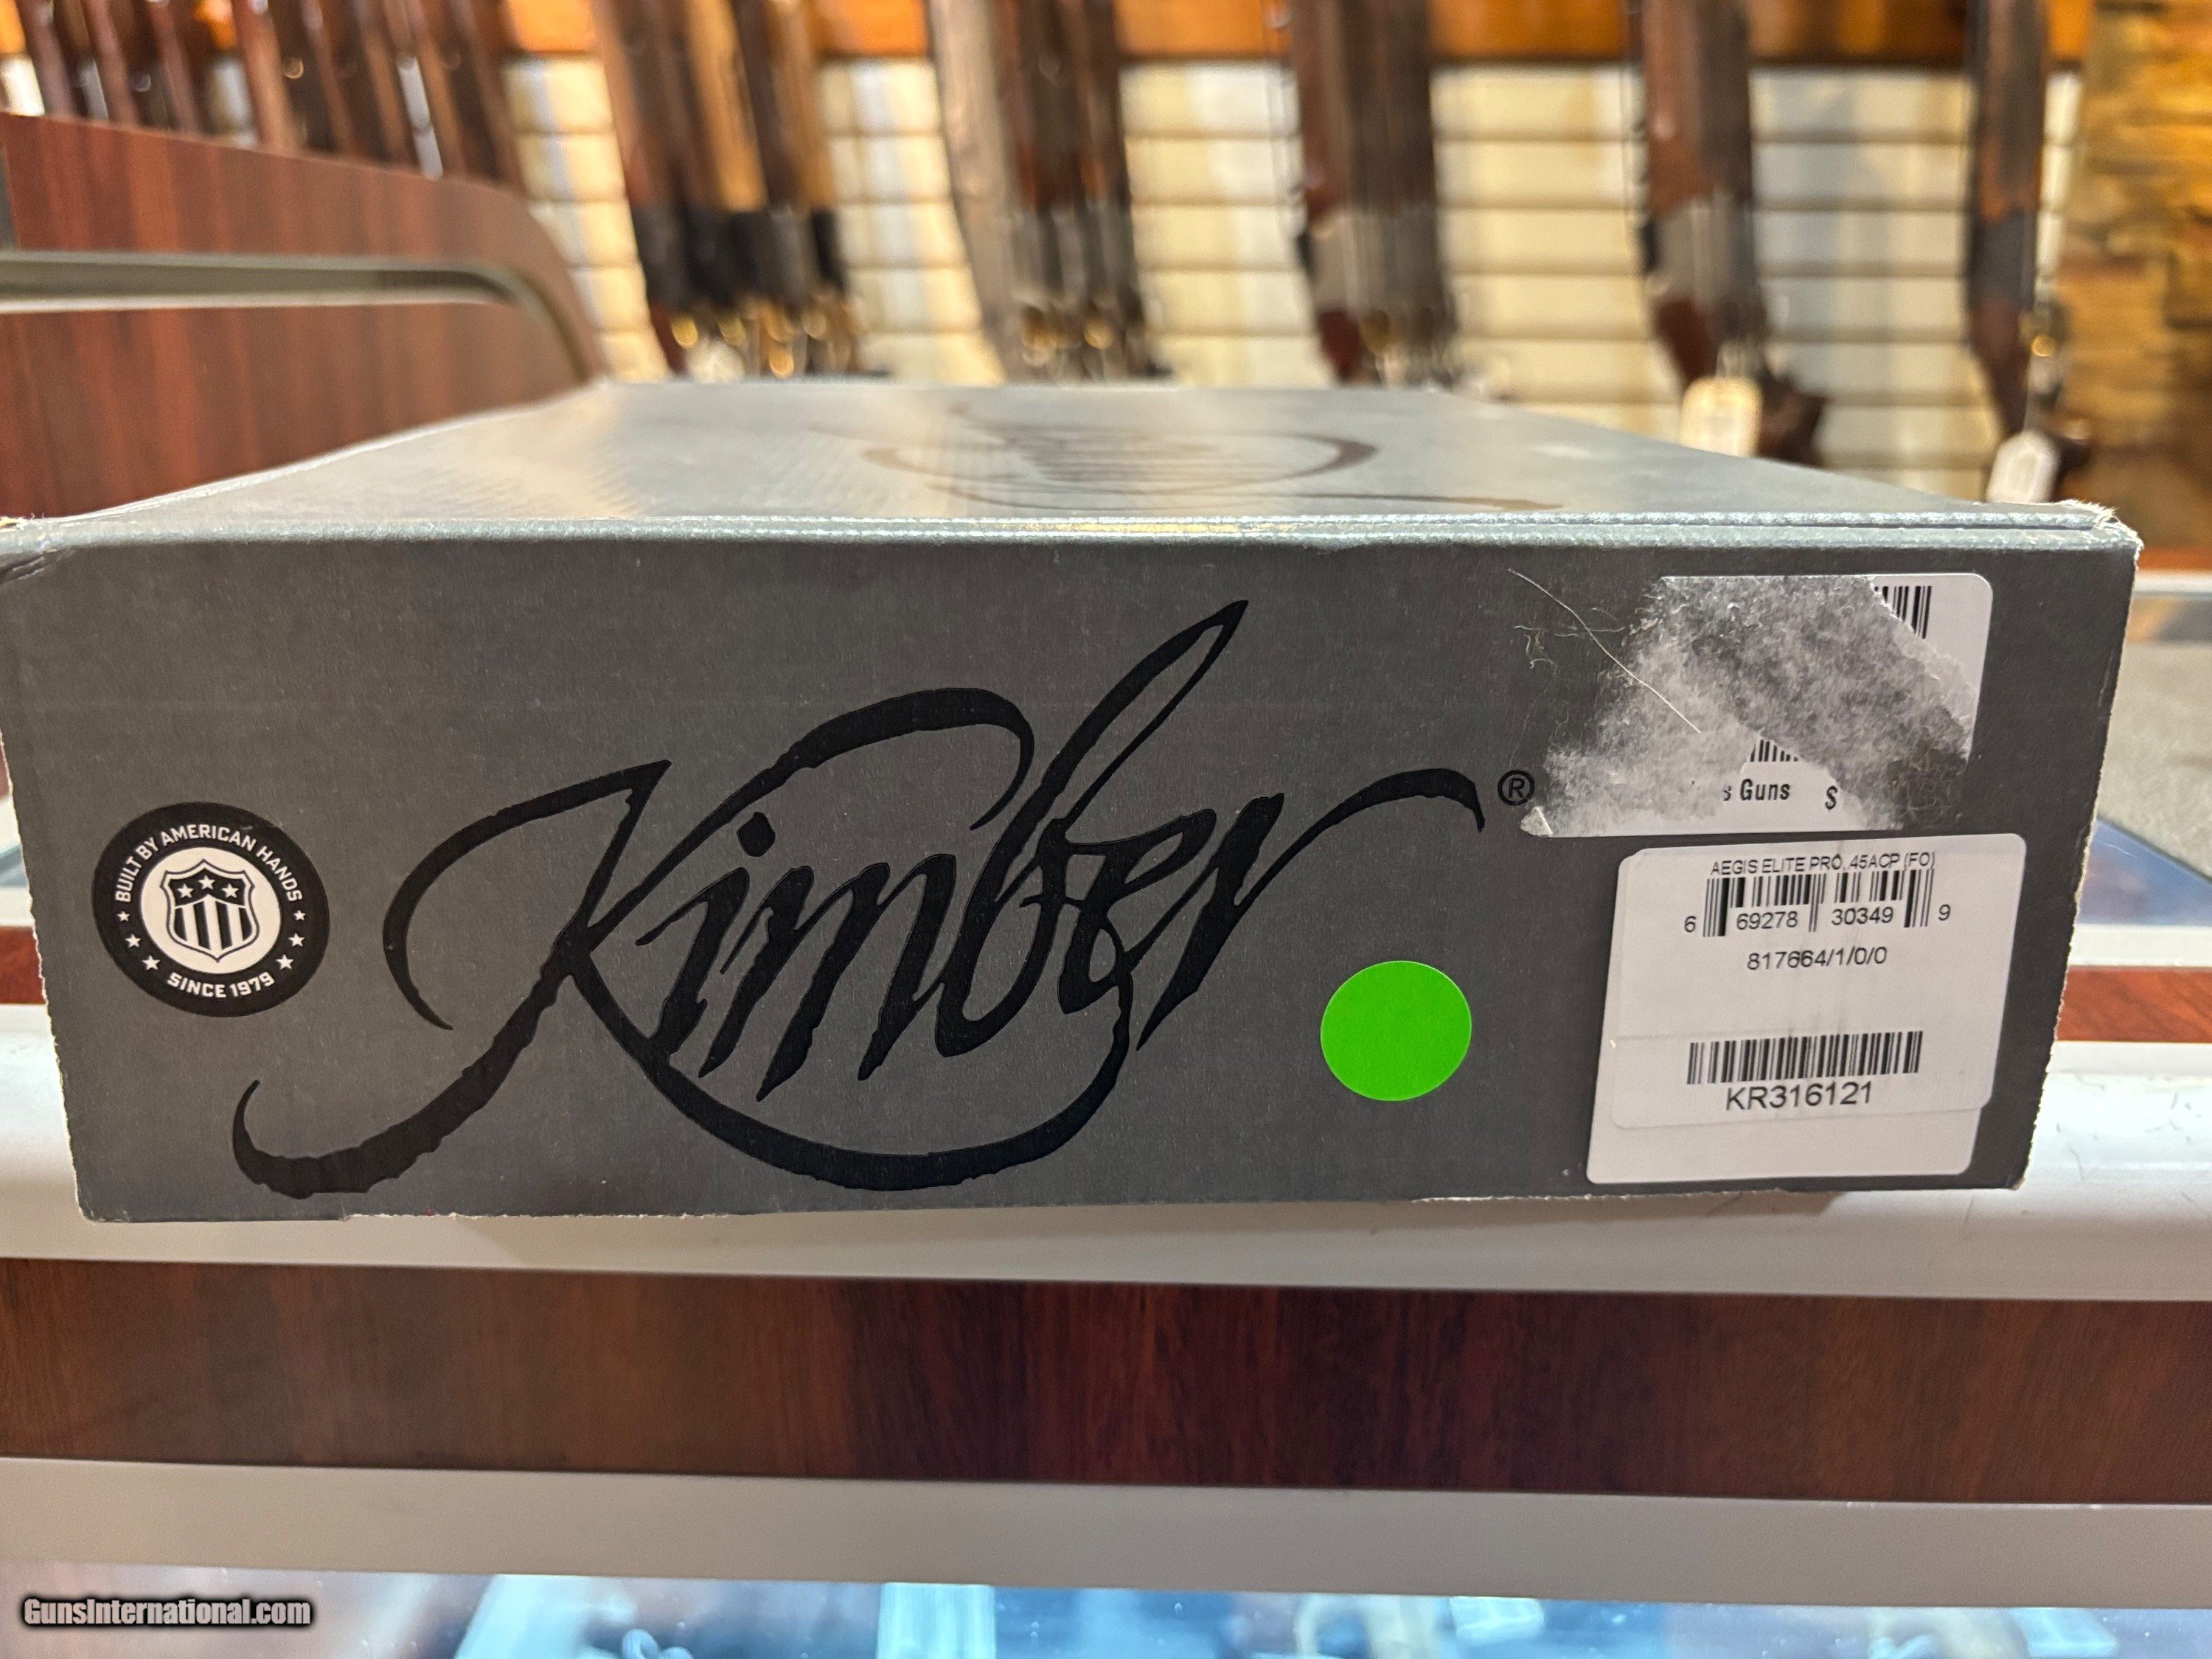 Kimber®
BUILT BY AMERICAN HANDS
SINCE 1979
Guns $
AEGIS ELITE PRO, 45ACP (FO)
6 69278 30349 9
817664/1/0/0
KR316121
GunsInternational.com